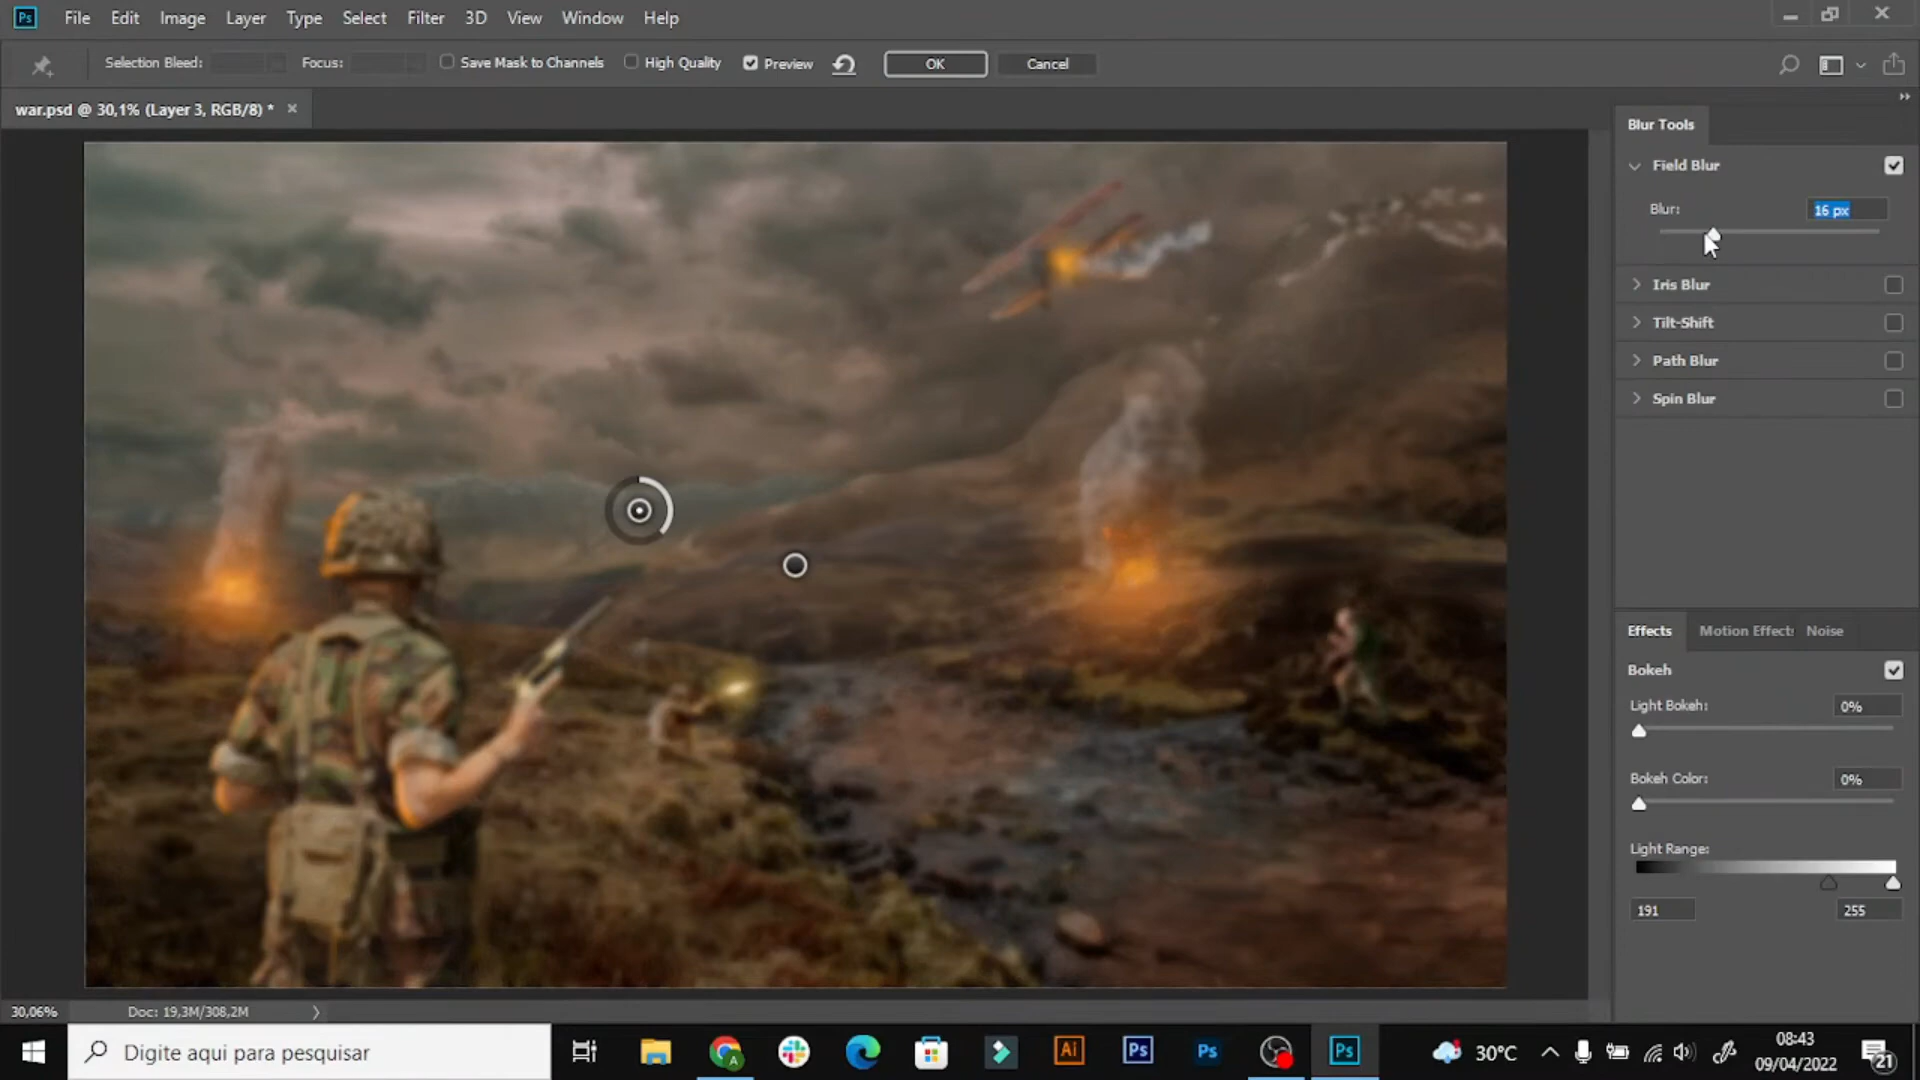 Ps File Edit Image Layer Type Select Filter 3D View Window Help
Selection Bleed: Focus: Save Mask to Channels High Quality Preview OK Cancel
war.psd @ 30,1% (Layer 3, RGB/8) *
Blur Tools
Field Blur
Blur: 16 px
Iris Blur
Tilt-Shift
Path Blur
Spin Blur
Effects Motion Effects Noise
Bokeh
Light Bokeh: 0%
Bokeh Color: 0%
Light Range:
191 255
30,06% Doc: 19,3M/308,2M
Digite aqui para pesquisar
A
Ai Ps Ps Ps
30°C
08:43
09/04/2022
21